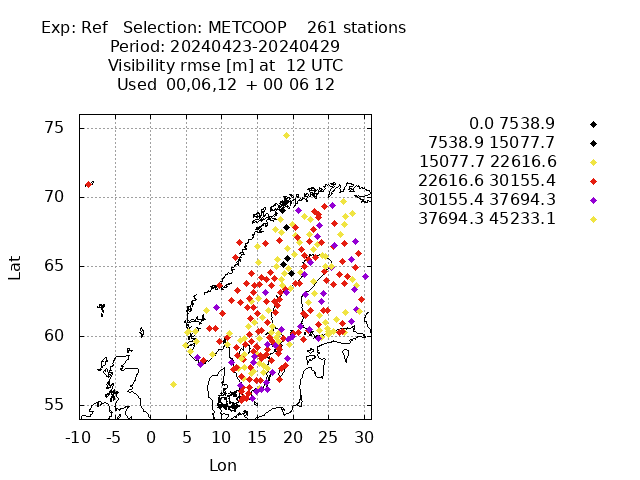 Exp: Ref Selection: METCOOP 261 stations
Period: 20240423-20240429
Visibility rmse [m] at 12 UTC
Used 00,06,12 + 00 06 12
0.0 7538.9
7538.9 15077.7
15077.7 22616.6
22616.6 30155.4
30155.4 37694.3
37694.3 45233.1
75
70
65
60
55
Lat
-10 -5 0 5 10 15 20 25 30
Lon